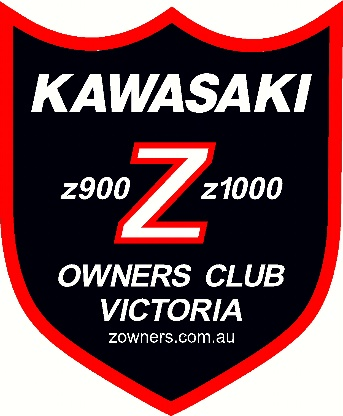 KAWASAKI
z900 Z z1000
OWNERS CLUB
VICTORIA
zowners.com.au